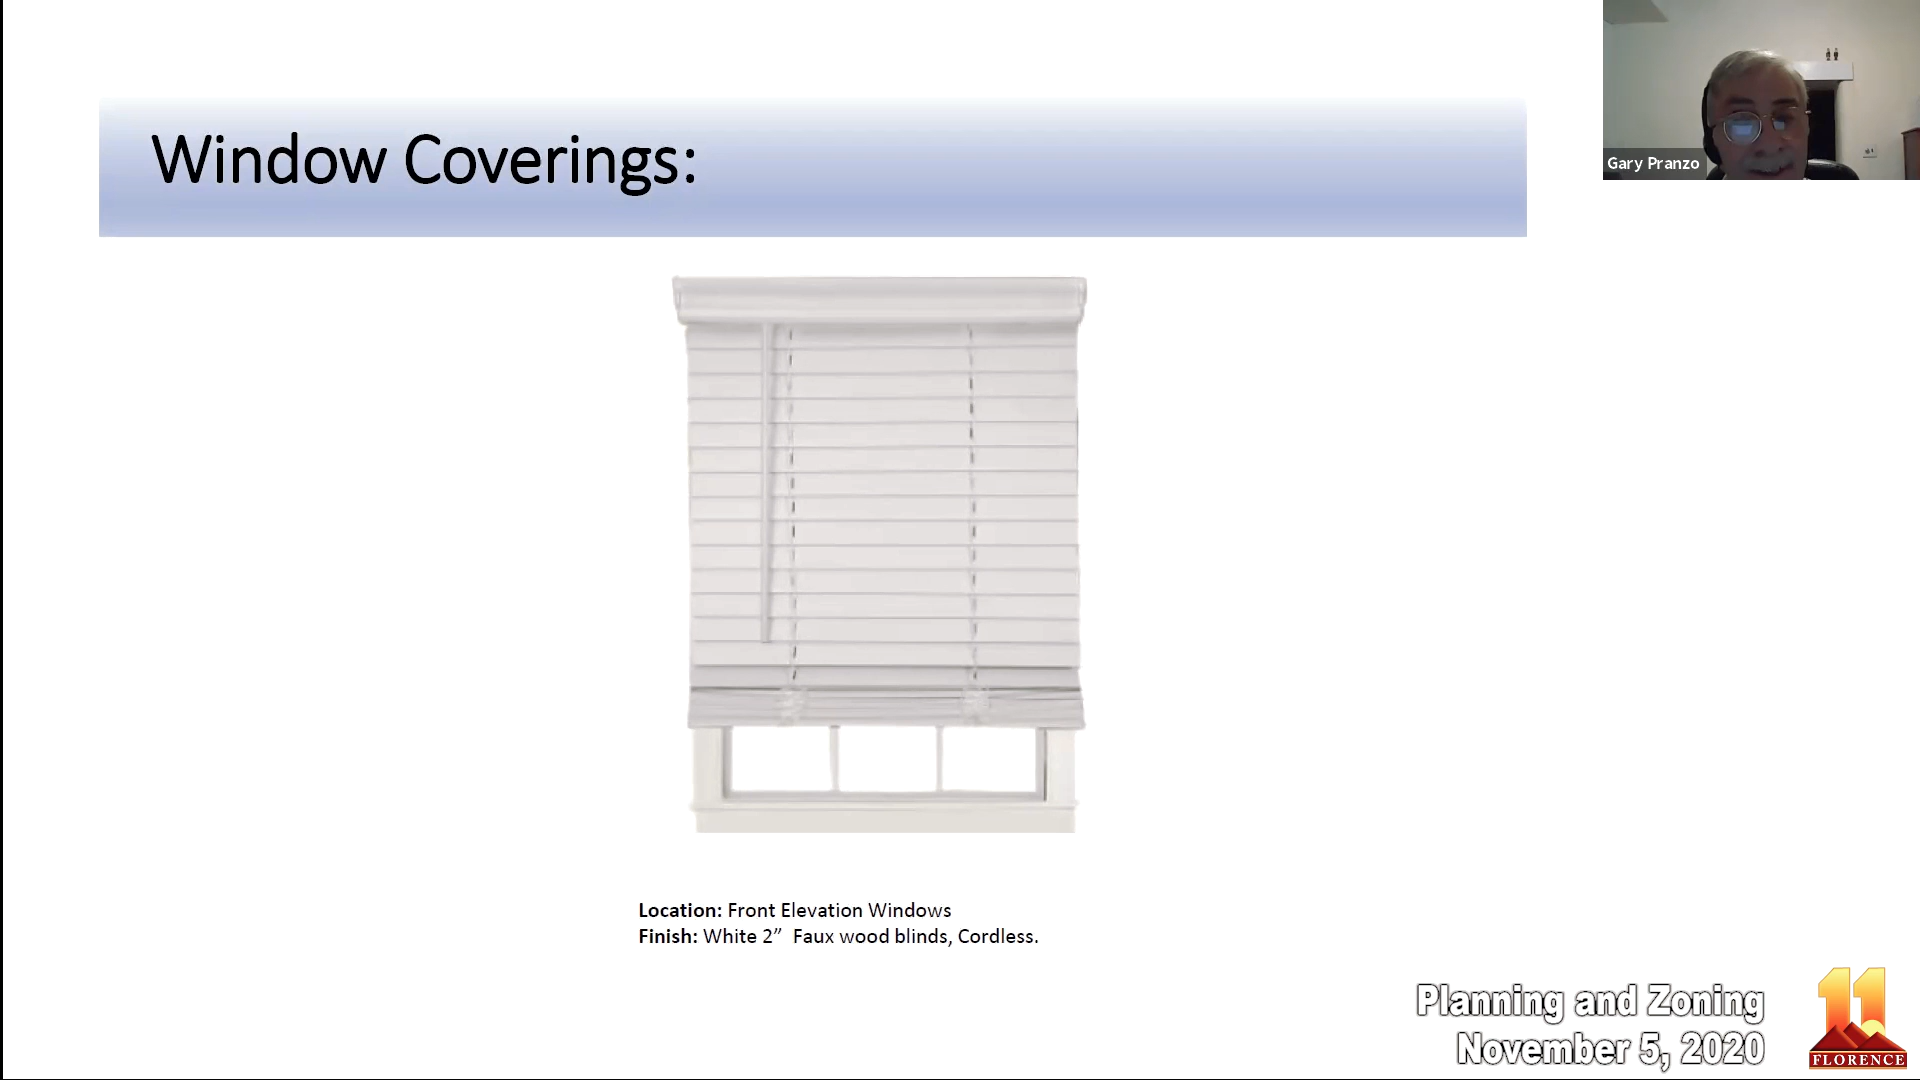 Window Coverings:
Gary Pranzo
Location: Front Elevation Windows
Finish: White 2”  Faux wood blinds, Cordless.
Planning and Zoning
November 5, 2020
11
FLORENCE